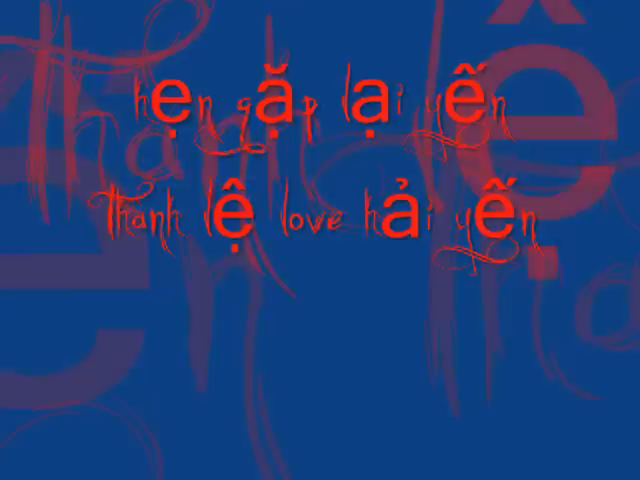 hẹn gặp lại yến
Thanh lệ love hải yến